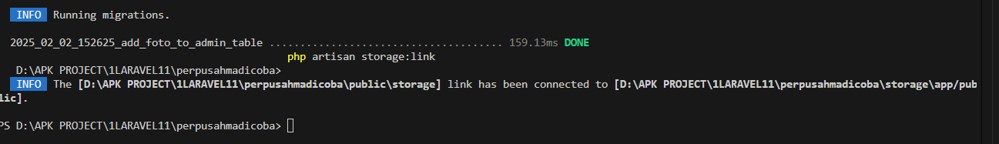 INFO Running migrations.
2025_02_02_152625_add_foto_to_admin_table ..................................... 159.13ms DONE
php artisan storage:link
D:\APK PROJECT\1LARAVEL11\perpusahmadicoba>
INFO The [D:\APK PROJECT\1LARAVEL11\perpusahmadicoba\public\storage] link has been connected to [D:\APK PROJECT\1LARAVEL11\perpusahmadicoba\storage\app/pub
lic].
PS D:\APK PROJECT\1LARAVEL11\perpusahmadicoba>